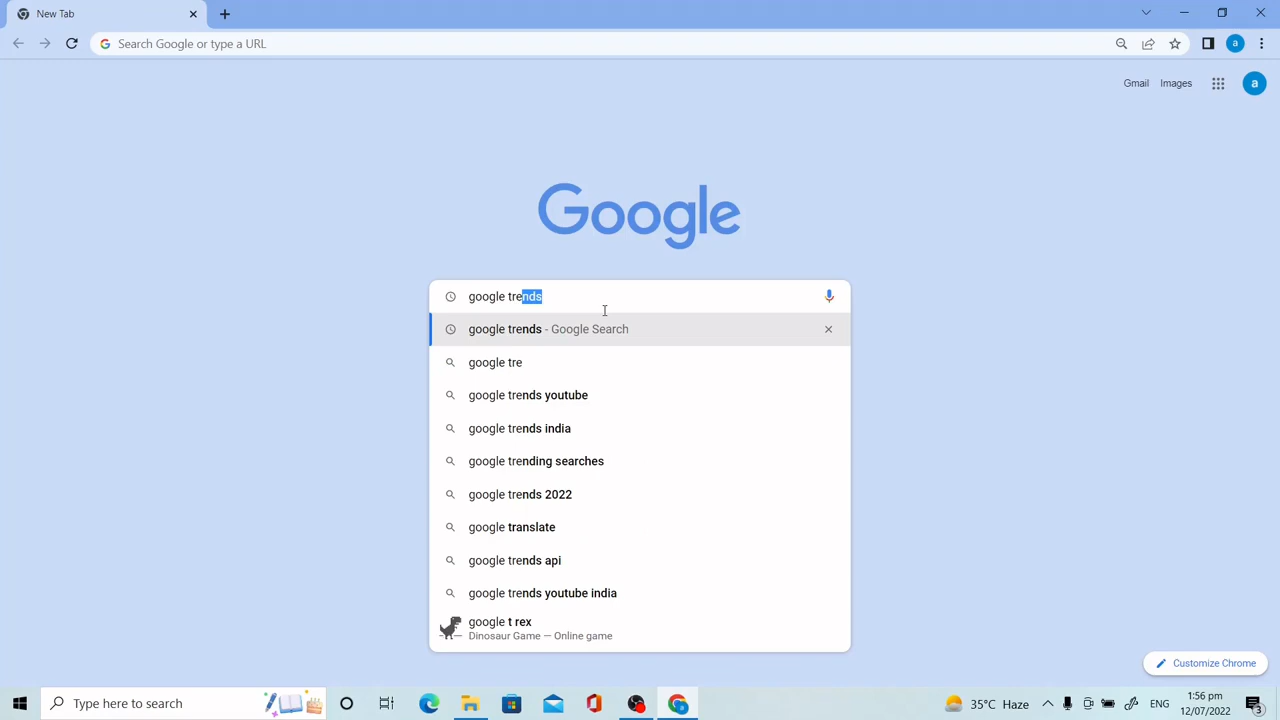 New Tab
Search Google or type a URL
a
Gmail Images
a
Google
google trends
google trends - Google Search
google tre
google trends youtube
google trends india
google trending searches
google trends 2022
google translate
google trends api
google trends youtube india
google t rex
Dinosaur Game — Online game
Customize Chrome
Type here to search
35°C Haze
ENG
1:56 pm
12/07/2022
3